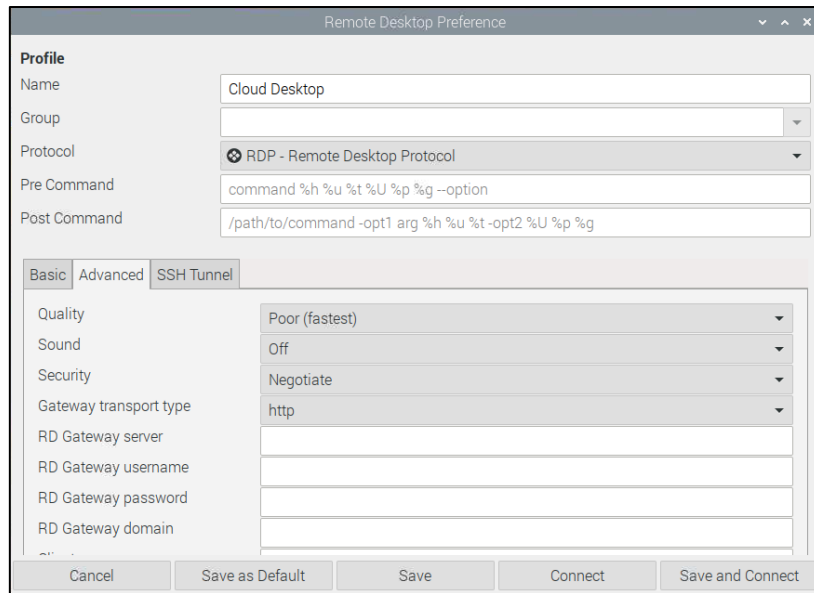 Remote Desktop Preference
Profile
Name Cloud Desktop
Group
Protocol RDP - Remote Desktop Protocol
Pre Command command %h %u %t %U %p %g --option
Post Command /path/to/command -opt1 arg %h %u %t -opt2 %U %p %g
Basic Advanced SSH Tunnel
Quality Poor (fastest)
Sound Off
Security Negotiate
Gateway transport type http
RD Gateway server
RD Gateway username
RD Gateway password
RD Gateway domain
Cancel Save as Default Save Connect Save and Connect